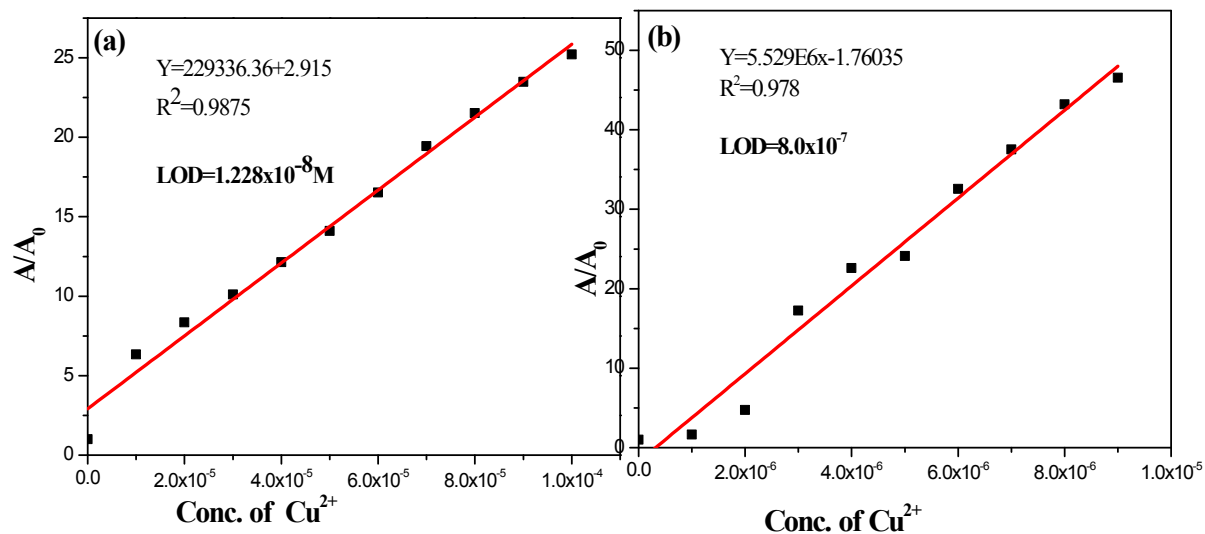 (a)
Y=229336.36+2.915
R²=0.9875
LOD=1.228x10⁻⁸M
A/A₀
25
20
15
10
5
0
0.0 2.0x10⁻⁵ 4.0x10⁻⁵ 6.0x10⁻⁵ 8.0x10⁻⁵ 1.0x10⁻⁴
Conc. of Cu²⁺
(b)
Y=5.529E6x-1.76035
R²=0.978
LOD=8.0x10⁻⁷
A/A₀
50
40
30
20
10
0
0.0 2.0x10⁻⁶ 4.0x10⁻⁶ 6.0x10⁻⁶ 8.0x10⁻⁶ 1.0x10⁻⁵
Conc. of Cu²⁺